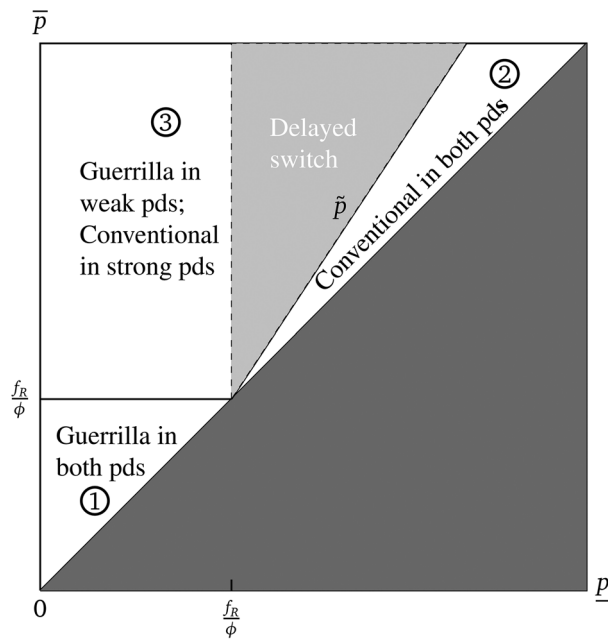 p̅
③
②
Delayed
switch
Guerrilla in
weak pds;
Conventional
in strong pds
p̃
Conventional in both pds
f_R/ϕ
Guerrilla in
both pds
①
0
f_R/ϕ
p̲